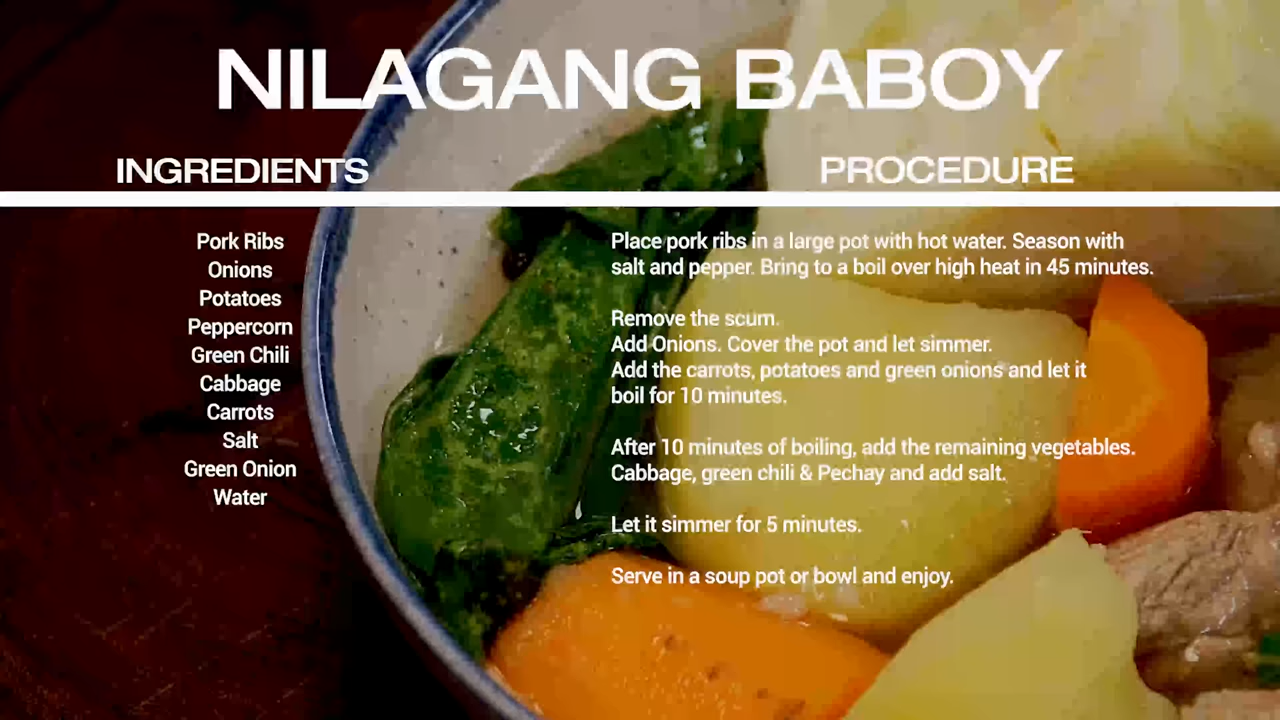 NILAGANG BABOY
INGREDIENTS
Pork Ribs
Onions
Potatoes
Peppercorn
Green Chili
Cabbage
Carrots
Salt
Green Onion
Water
PROCEDURE
Place pork ribs in a large pot with hot water. Season with
salt and pepper. Bring to a boil over high heat in 45 minutes.
Remove the scum.
Add Onions. Cover the pot and let simmer.
Add the carrots, potatoes and green onions and let it
boil for 10 minutes.
After 10 minutes of boiling, add the remaining vegetables.
Cabbage, green chili & Pechay and add salt.
Let it simmer for 5 minutes.
Serve in a soup pot or bowl and enjoy.